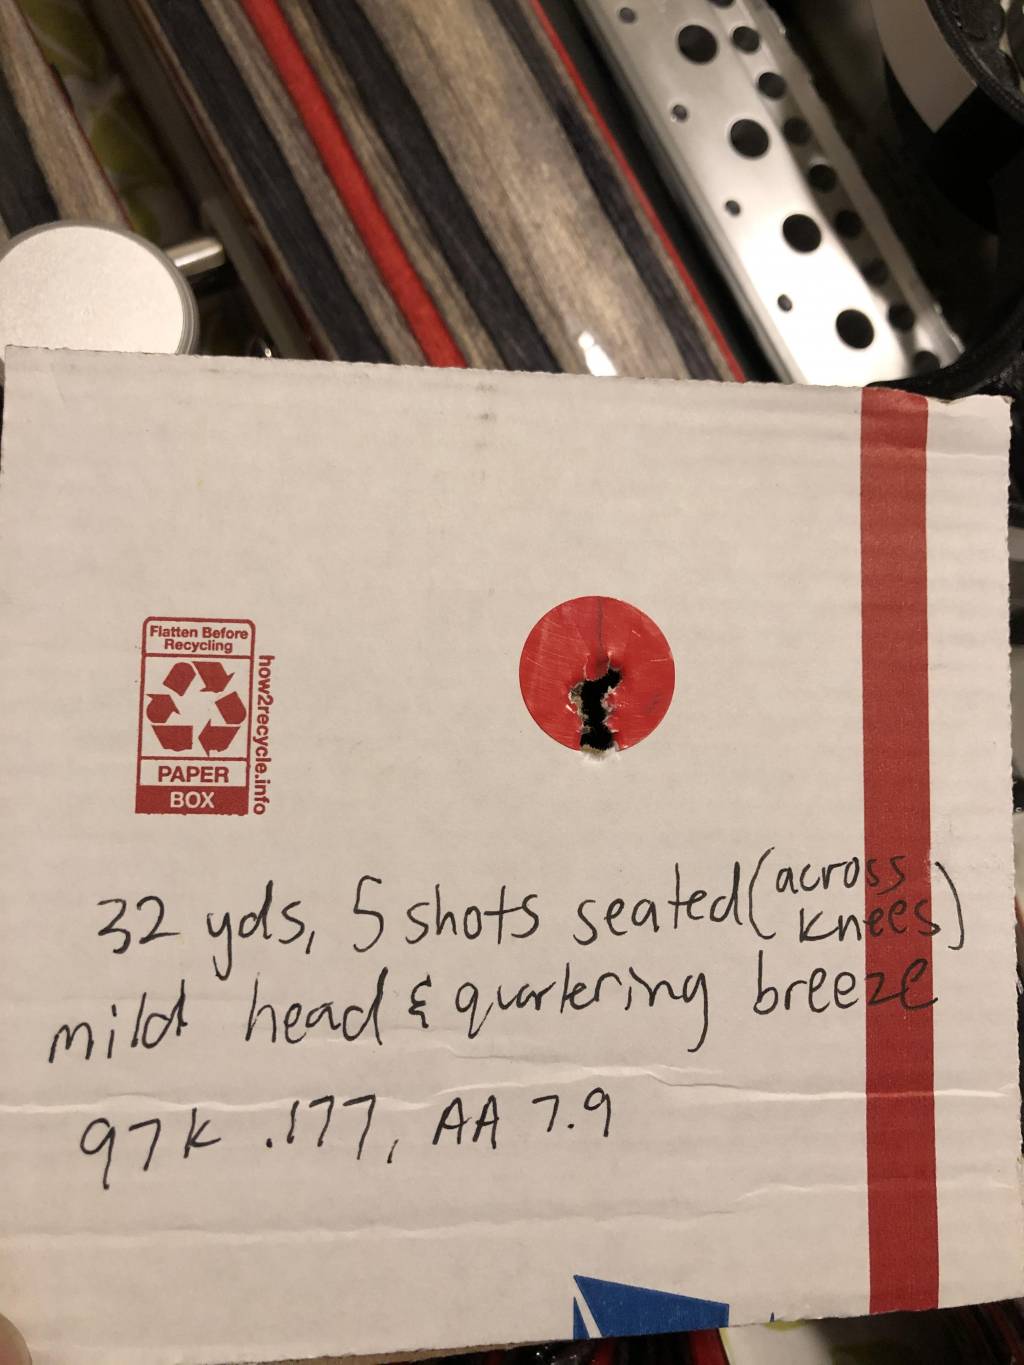 Flatten Before
Recycling
how2recycle.info
PAPER
BOX
32 yds, 5 shots seated (across knees)
mild head & quartering breeze
97K .177, AA 7.9